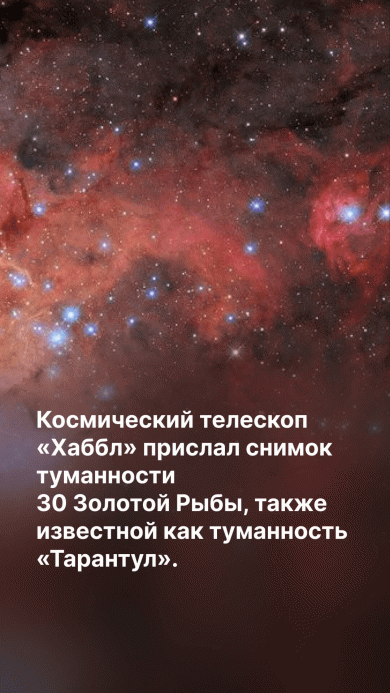 Космический телескоп
«Хаббл» прислал снимок
туманности
30 Золотой Рыбы, также
известной как туманность
«Тарантул».